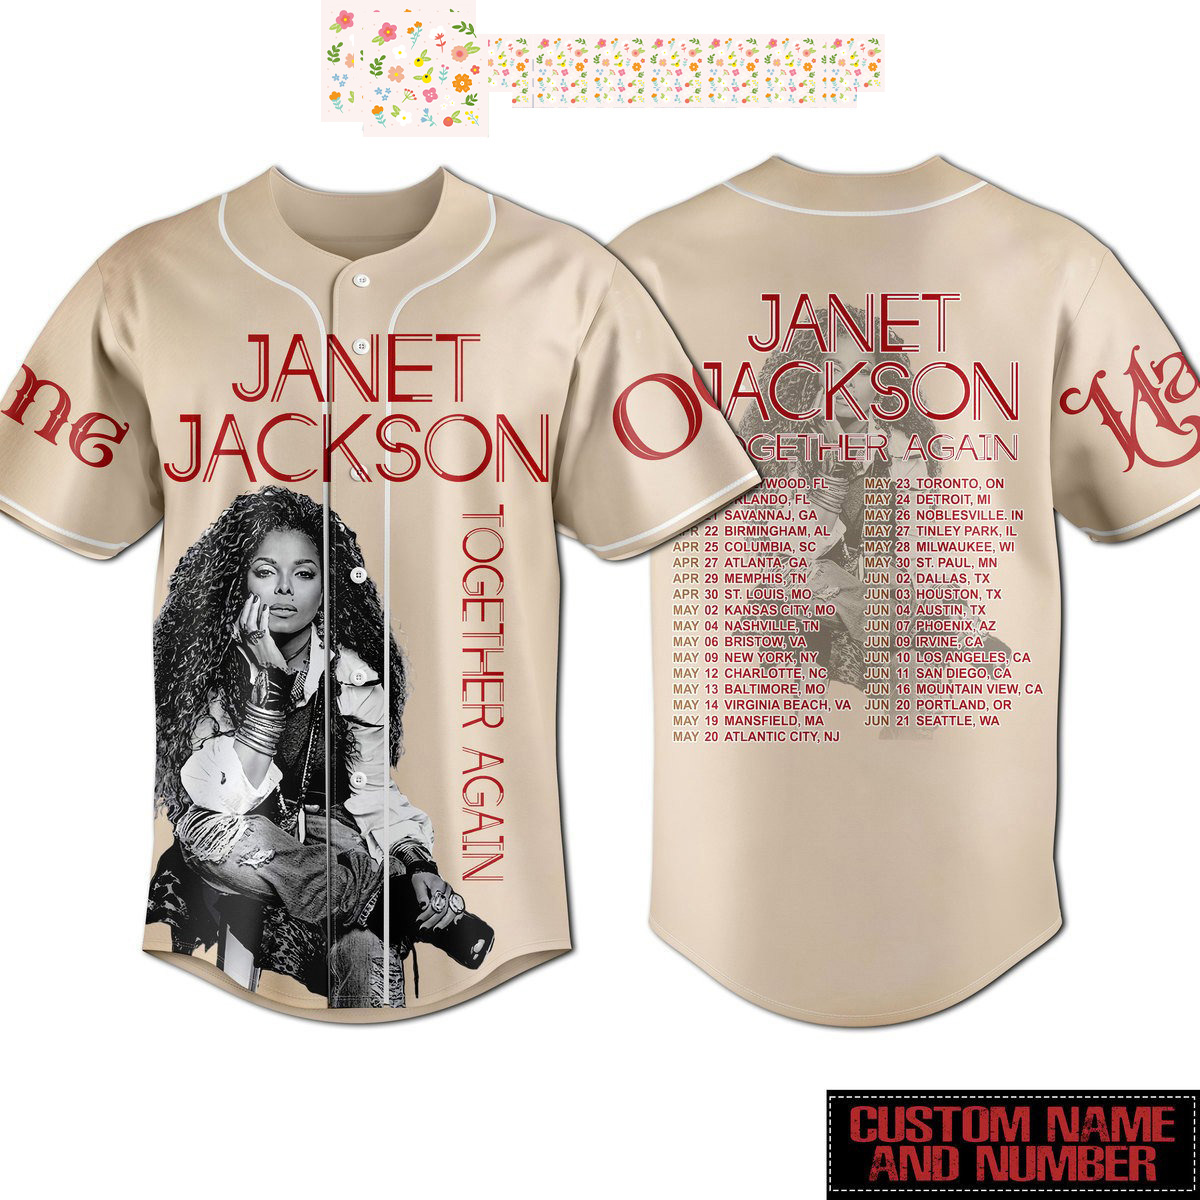 JANET
JACKSON
TOGETHER AGAIN
JANET
JACKSON
AGAIN
APR 22 BIRMINGHAM, AL
APR 25 COLUMBIA, SC
APR 27 ATLANTA, GA
APR 29 MEMPHIS, TN
APR 30 ST. LOUIS, MO
MAY 02 KANSAS CITY, MO
MAY 04 NASHVILLE, TN
MAY 06 BRISTOW, VA
MAY 09 NEW YORK, NY
MAY 12 CHARLOTTE, NC
MAY 13 BALTIMORE, MO
MAY 14 VIRGINIA BEACH, VA
MAY 19 MANSFIELD, MA
MAY 20 ATLANTIC CITY, NJ
SAVANNAJ, GA
MAY 23 TORONTO, ON
MAY 24 DETROIT, MI
MAY 26 NOBLESVILLE. IN
MAY 27 TINLEY PARK, IL
MAY 28 MILWAUKEE, WI
MAY 30 ST. PAUL, MN
JUN 02 DALLAS, TX
JUN 03 HOUSTON, TX
JUN 04 AUSTIN, TX
JUN 07 PHOENIX, AZ
JUN 09 IRVINE, CA
JUN 10 LOS ANGELES, CA
JUN 11 SAN DIEGO, CA
JUN 16 MOUNTAIN VIEW, CA
JUN 20 PORTLAND, OR
JUN 21 SEATTLE, WA
CUSTOM NAME
AND NUMBER